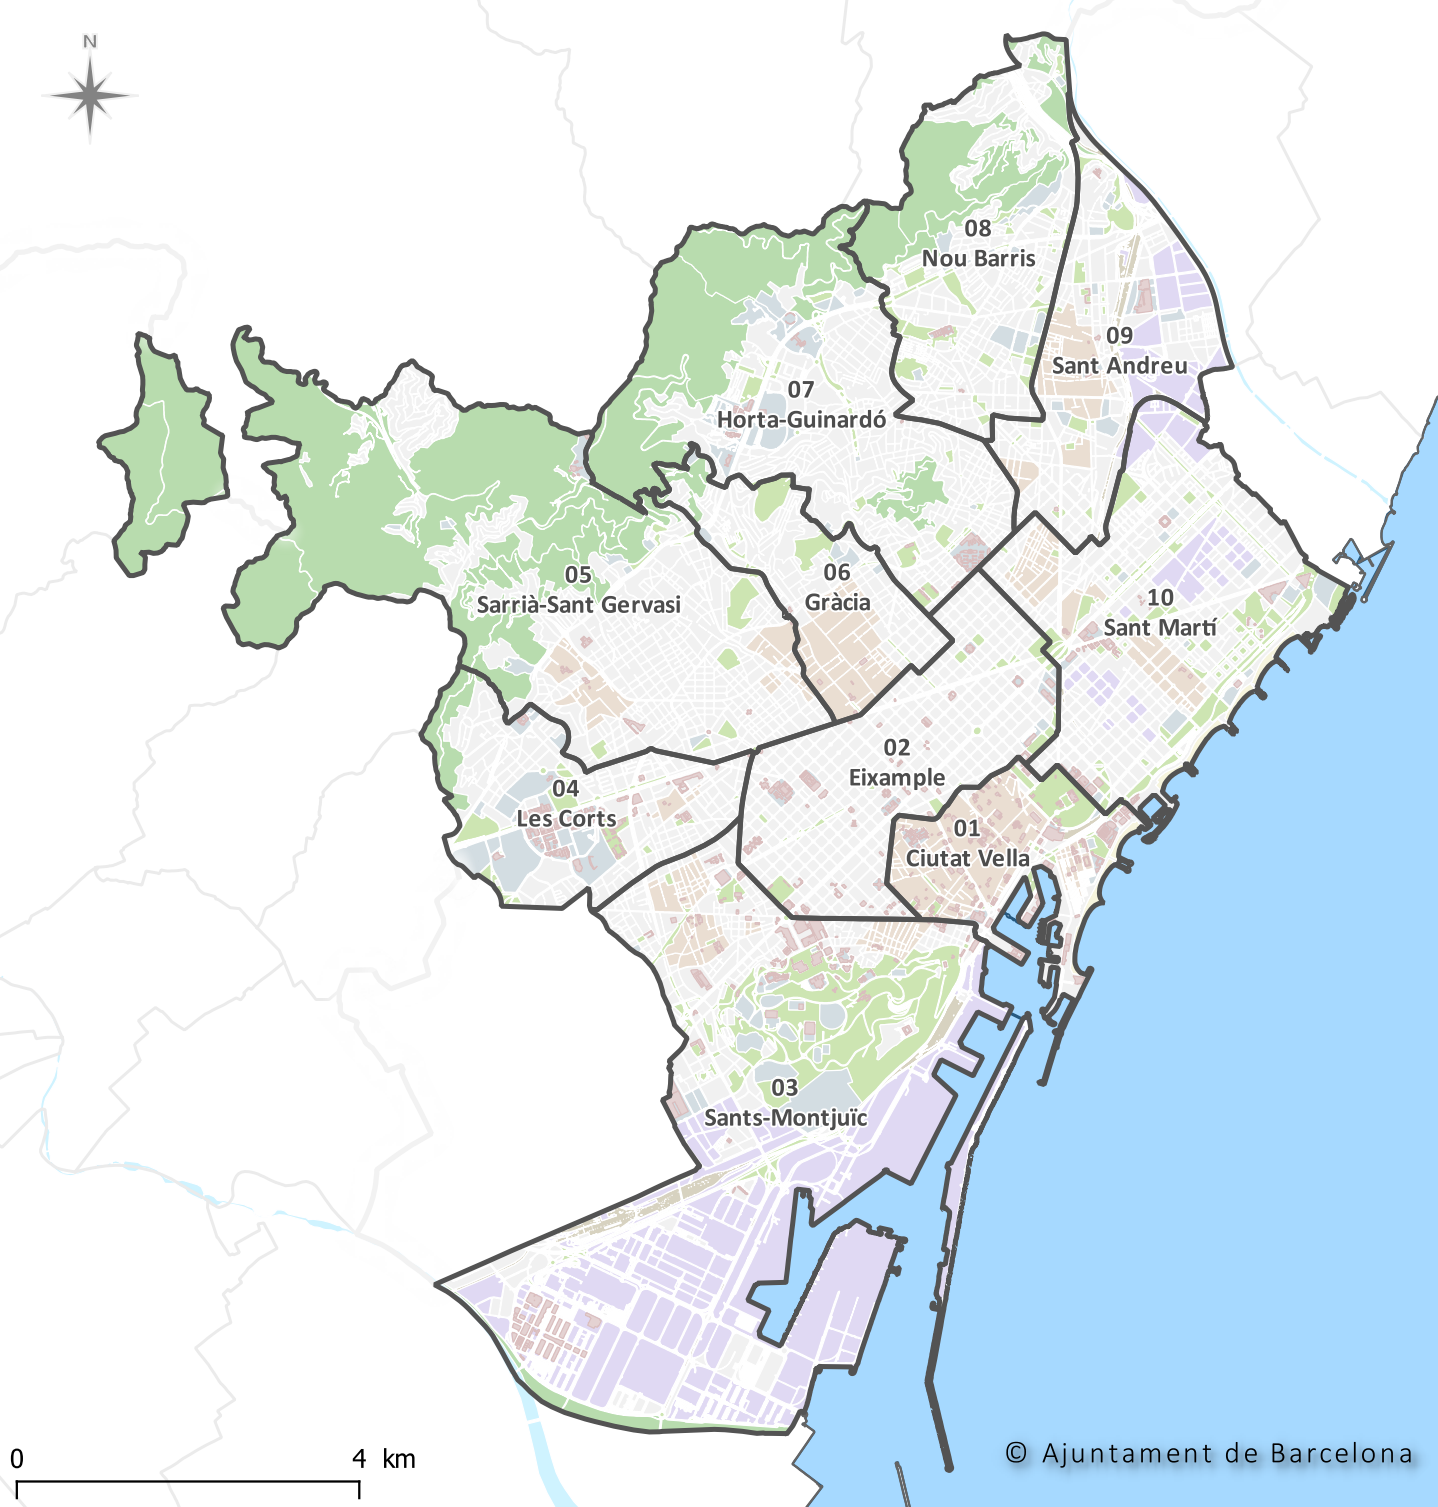 N
08
Nou Barris
09
Sant Andreu
07
Horta-Guinardó
05
Sarrià-Sant Gervasi
06
Gràcia
10
Sant Martí
02
Eixample
04
Les Corts
01
Ciutat Vella
03
Sants-Montjuïc
0 4 km
© Ajuntament de Barcelona